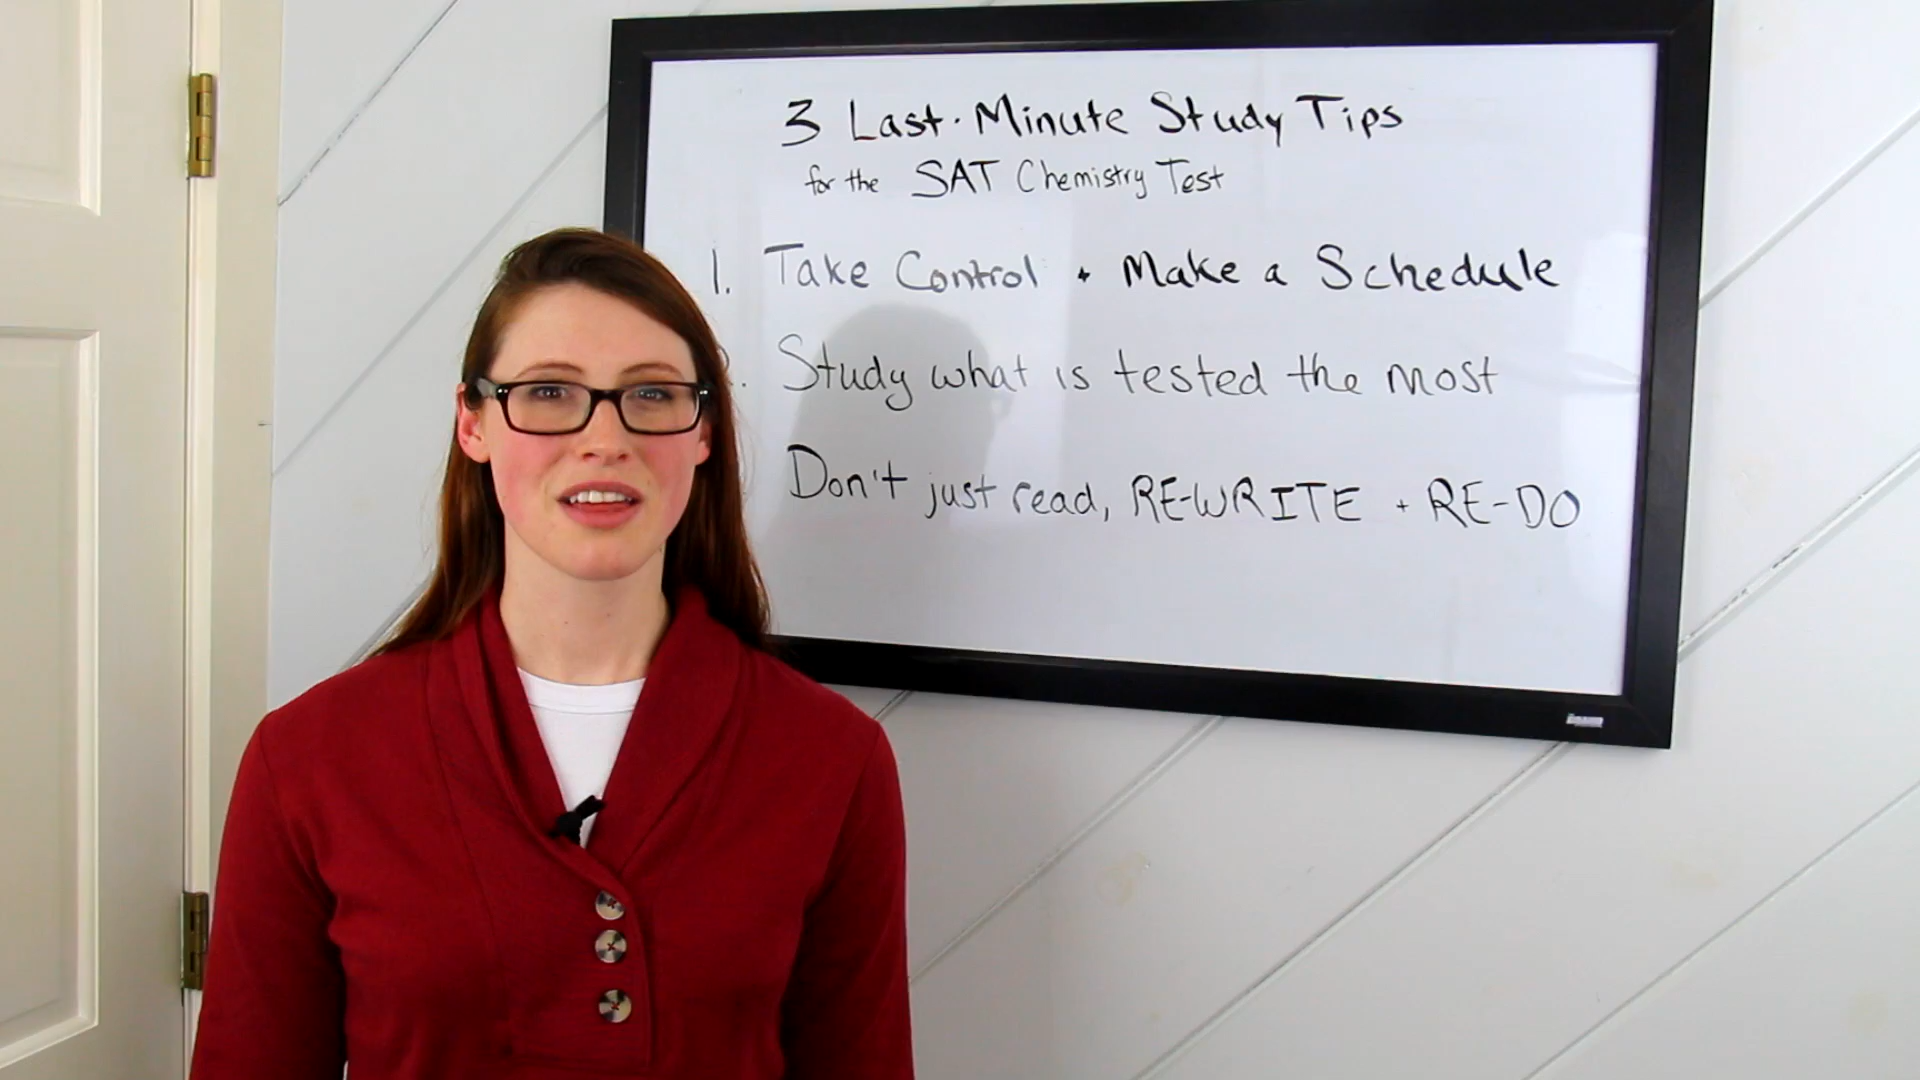 3 Last-Minute Study Tips
for the SAT Chemistry Test
1. Take Control + Make a Schedule
. Study what is tested the most
Don't just read, RE-WRITE + RE-DO